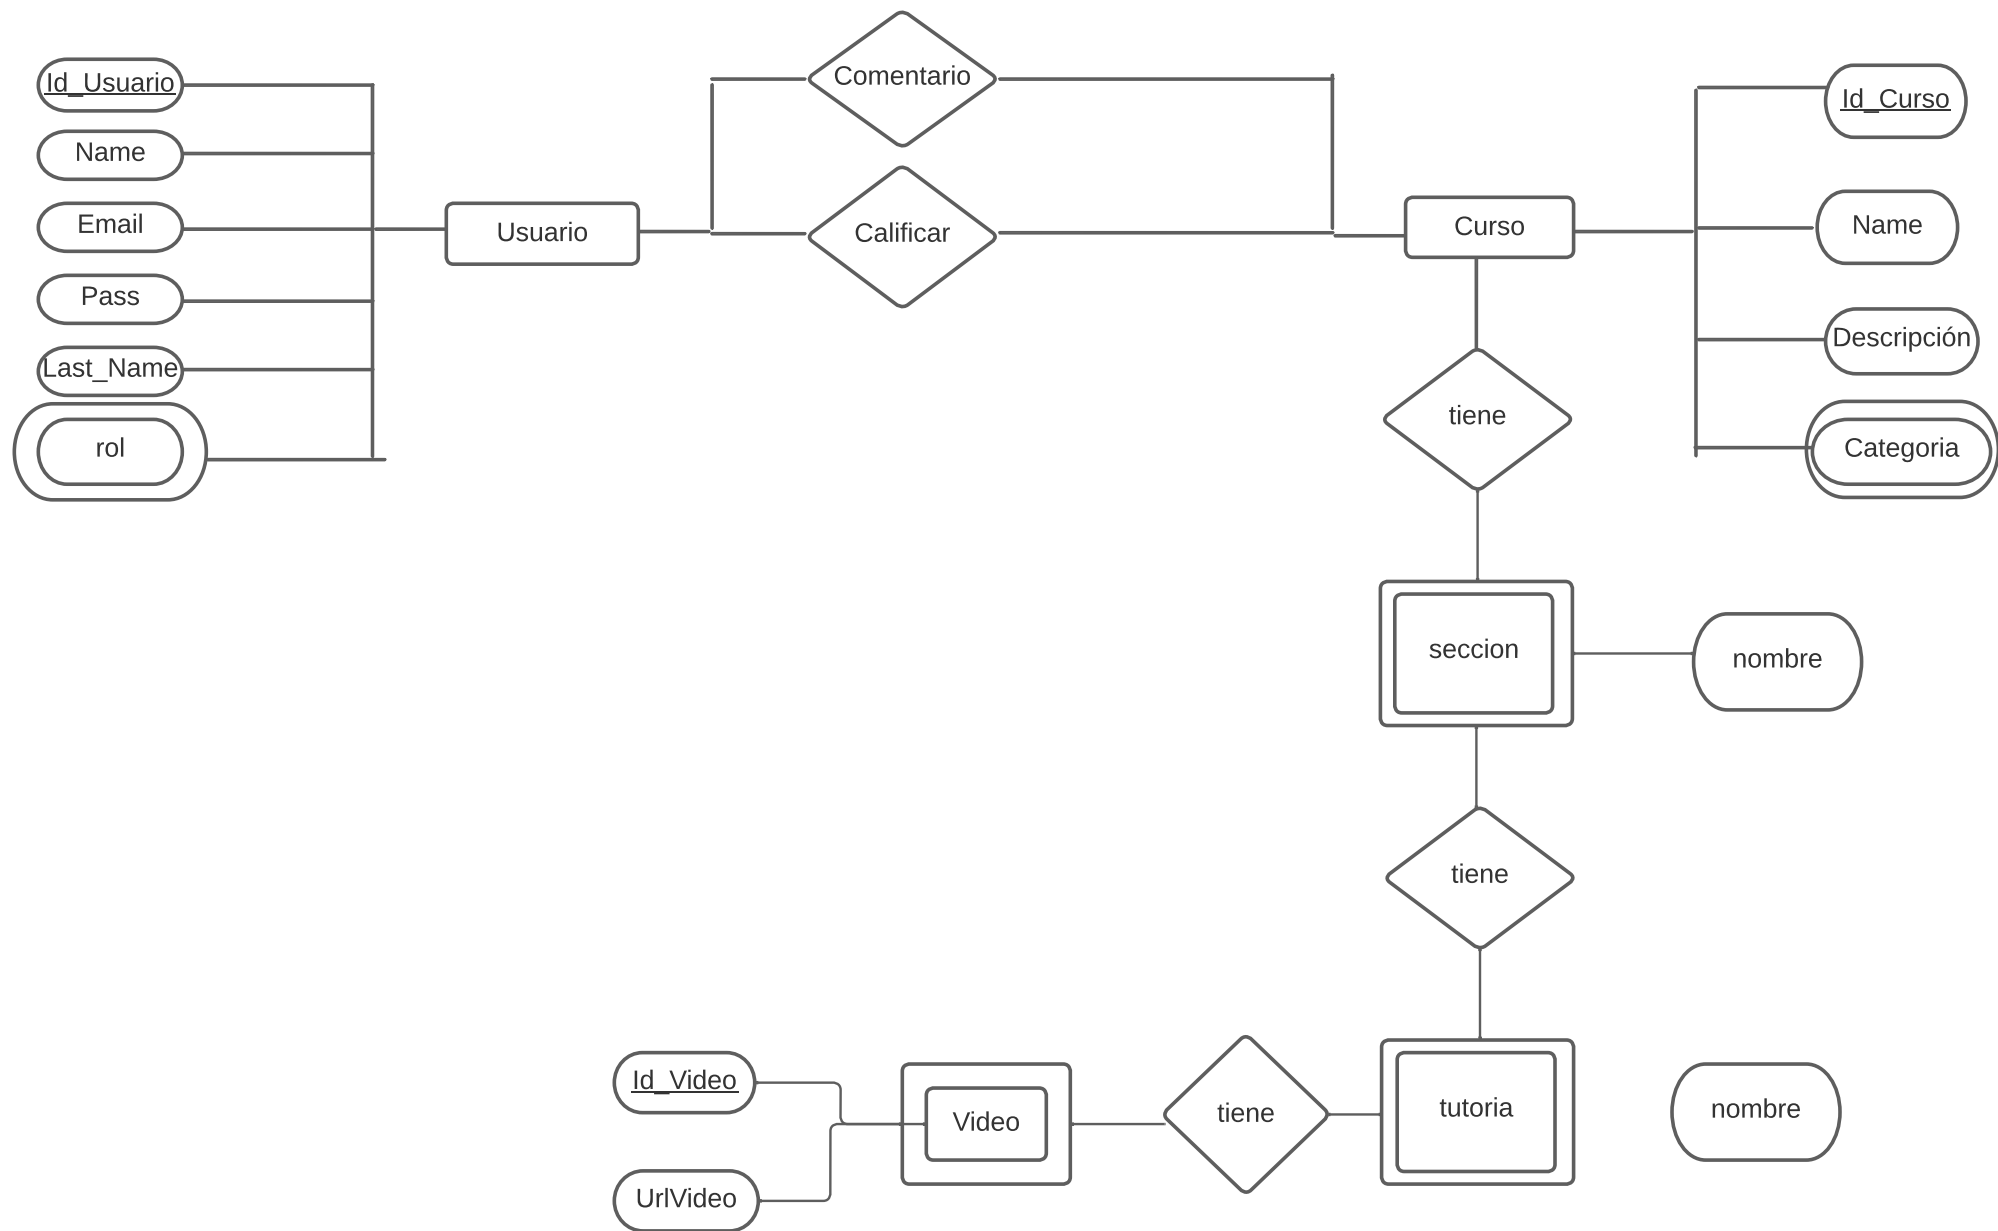 Comentario
Id_Usuario
Id_Curso
Name
Email
Usuario
Calificar
Curso
Name
Pass
Last_Name
Descripción
rol
tiene
Categoria
seccion
nombre
tiene
Id_Video
Video
tiene
tutoria
nombre
UrlVideo